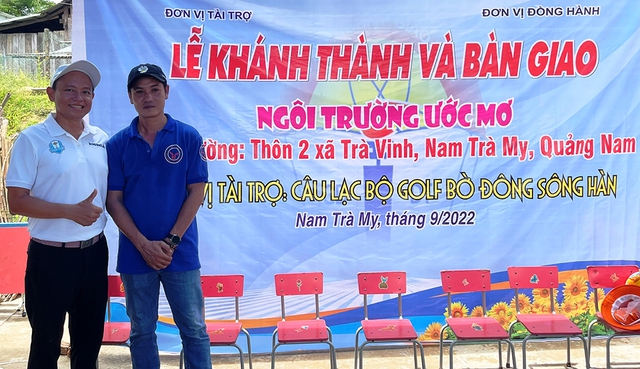 ĐƠN VỊ TÀI TRỢ
ĐƠN VỊ ĐỒNG HÀNH
LỄ KHÁNH THÀNH VÀ BÀN GIAO
NGÔI TRƯỜNG ƯỚC MƠ
ường: Thôn 2 xã Trà Vinh, Nam Trà My, Quảng Nam
VỊ TÀI TRỢ: CÂU LẠC BỘ GOLF BỜ ĐÔNG SÔNG HÀN
Nam Trà My, tháng 9/2022